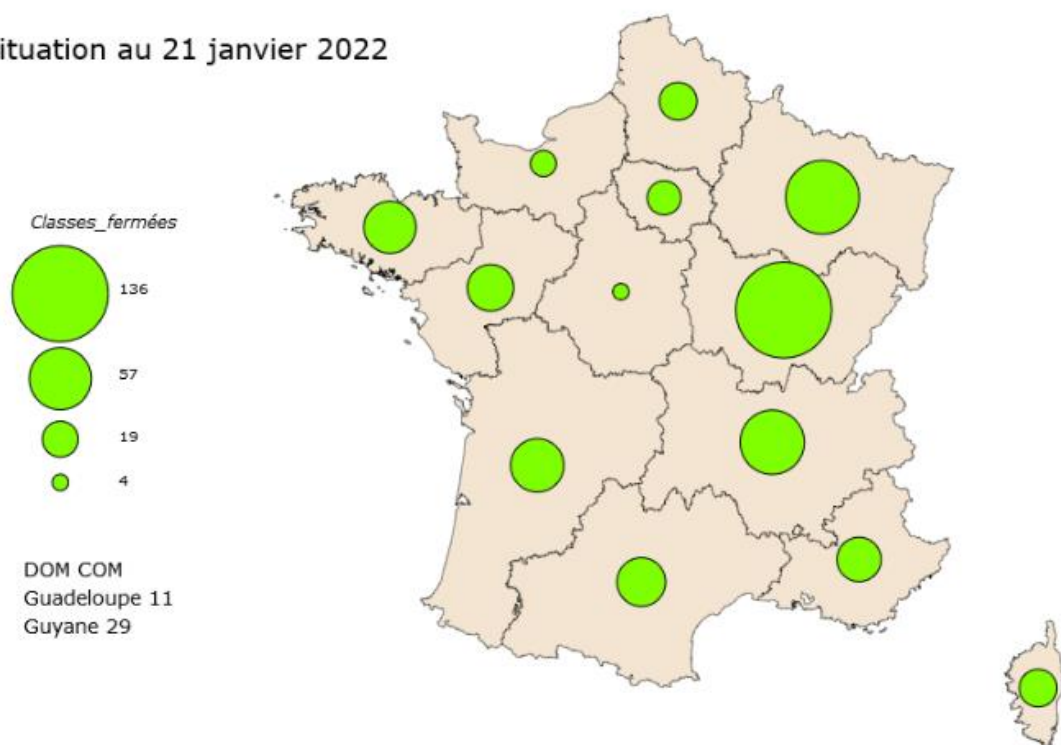 ituation au 21 janvier 2022
Classes_fermées
136
57
19
4
DOM COM
Guadeloupe 11
Guyane 29